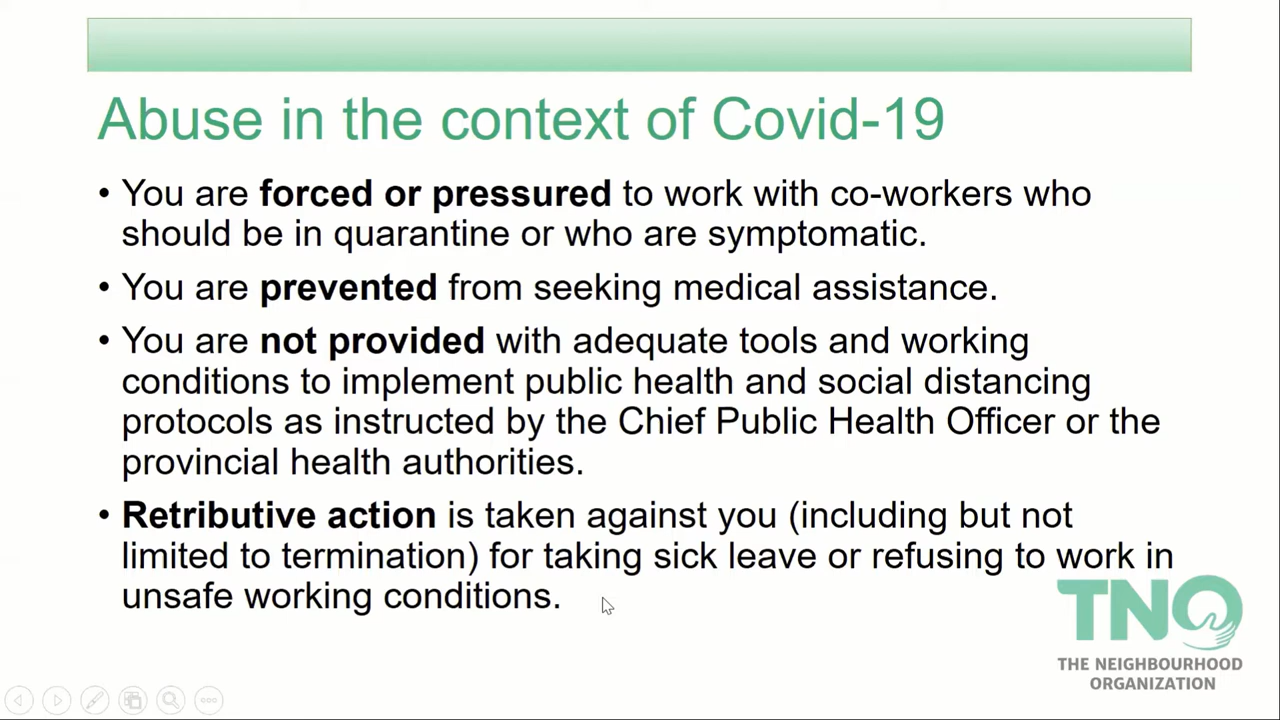 Abuse in the context of Covid-19
• You are forced or pressured to work with co-workers who
should be in quarantine or who are symptomatic.
• You are prevented from seeking medical assistance.
• You are not provided with adequate tools and working
conditions to implement public health and social distancing
protocols as instructed by the Chief Public Health Officer or the
provincial health authorities.
• Retributive action is taken against you (including but not
limited to termination) for taking sick leave or refusing to work in
unsafe working conditions.
TNO
THE NEIGHBOURHOOD
ORGANIZATION